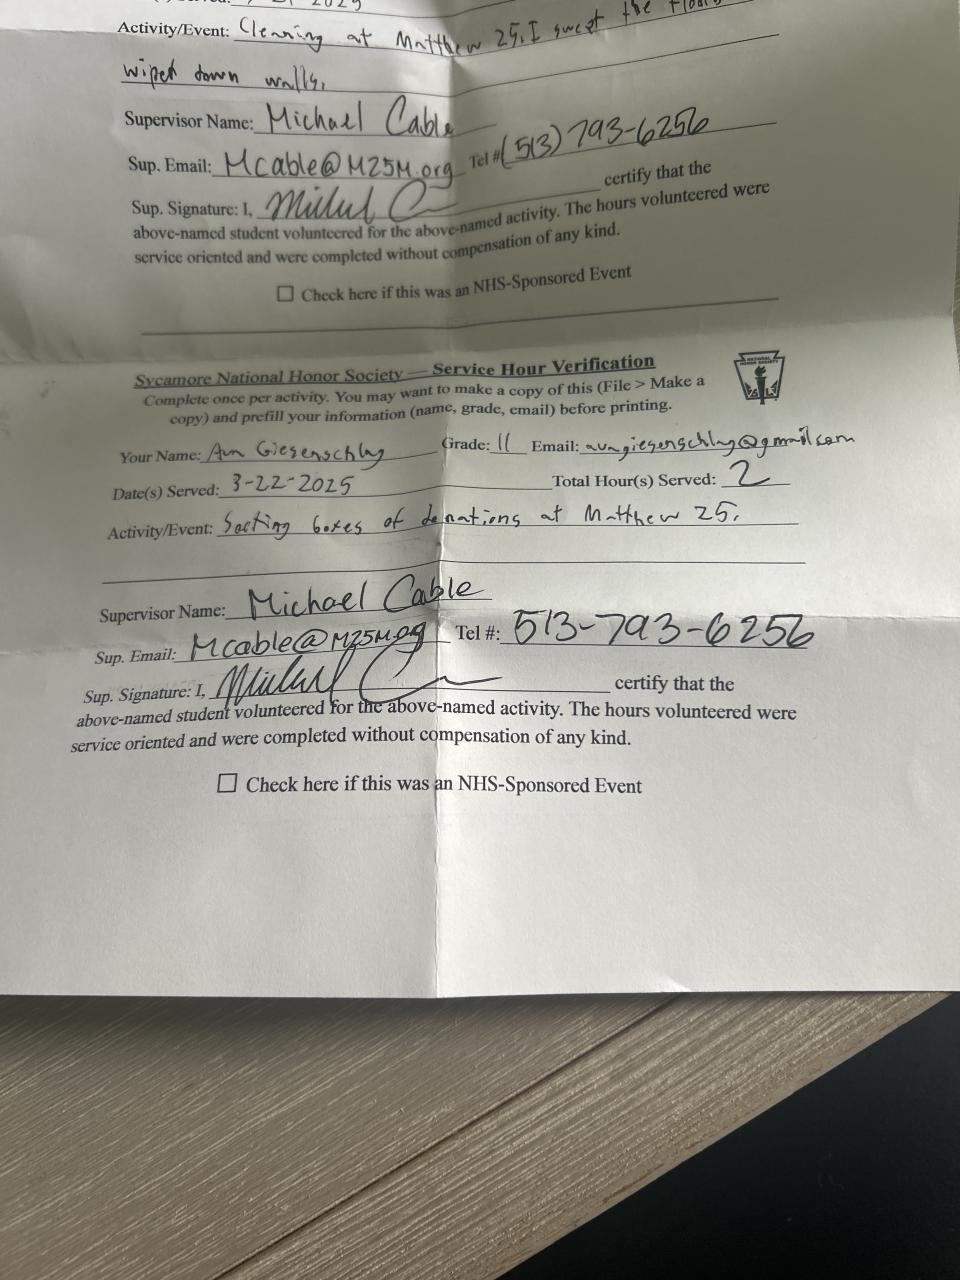 2025
Activity/Event: Cleaning at Matthew 25. I swept the floors
wiped down walls.
Supervisor Name: Michael Cable
Sup. Email: Mcable@M25M.org Tel # (513) 793-6256
Sup. Signature: I, certify that the
above-named student volunteered for the above-named activity. The hours volunteered were
service oriented and were completed without compensation of any kind.
☐ Check here if this was an NHS-Sponsored Event
Sycamore National Honor Society — Service Hour Verification
NATIONAL HONOR SOCIETY
Complete once per activity. You may want to make a copy of this (File > Make a
copy) and prefill your information (name, grade, email) before printing.
Your Name: Giesenschlag Grade: 11 Email:
Date(s) Served: 3-22-2025 Total Hour(s) Served: 2
Activity/Event: Sorting boxes of donations at Matthew 25.
Supervisor Name: Michael Cable
Sup. Email: Mcable@M25M.org Tel #: 513-793-6256
Sup. Signature: I, certify that the
above-named student volunteered for the above-named activity. The hours volunteered were
service oriented and were completed without compensation of any kind.
☐ Check here if this was an NHS-Sponsored Event